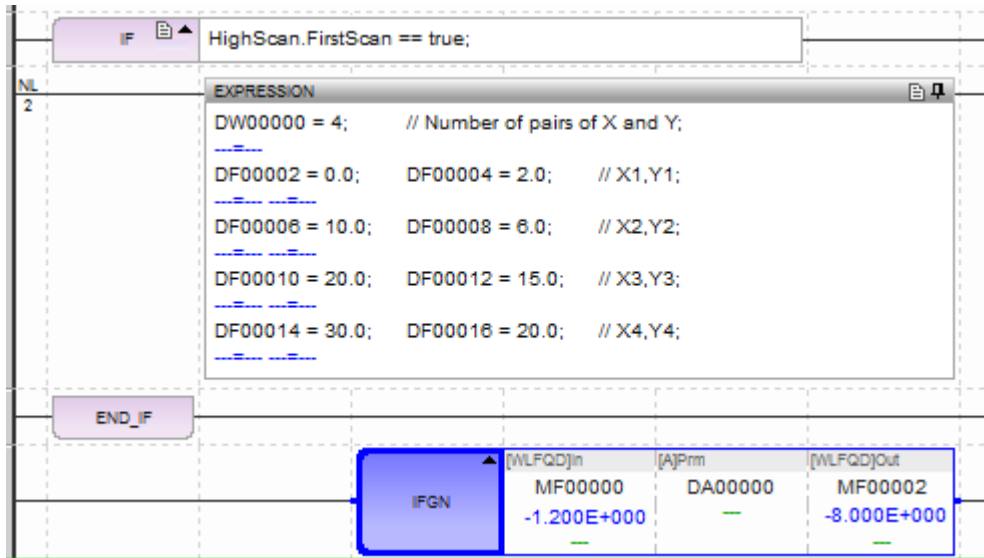 IF HighScan.FirstScan == true;
NL
2
EXPRESSION
DW00000 = 4; // Number of pairs of X and Y;
---=---
DF00002 = 0.0; DF00004 = 2.0; // X1,Y1;
---=--- ---=---
DF00006 = 10.0; DF00008 = 6.0; // X2,Y2;
---=--- ---=---
DF00010 = 20.0; DF00012 = 15.0; // X3,Y3;
---=--- ---=---
DF00014 = 30.0; DF00016 = 20.0; // X4,Y4;
---=--- ---=---
END_IF
[WLFQD]In [A]Prm [WLFQD]Out
IFGN MF00000 DA00000 MF00002
-1.200E+000 --- -8.000E+000
--- ---